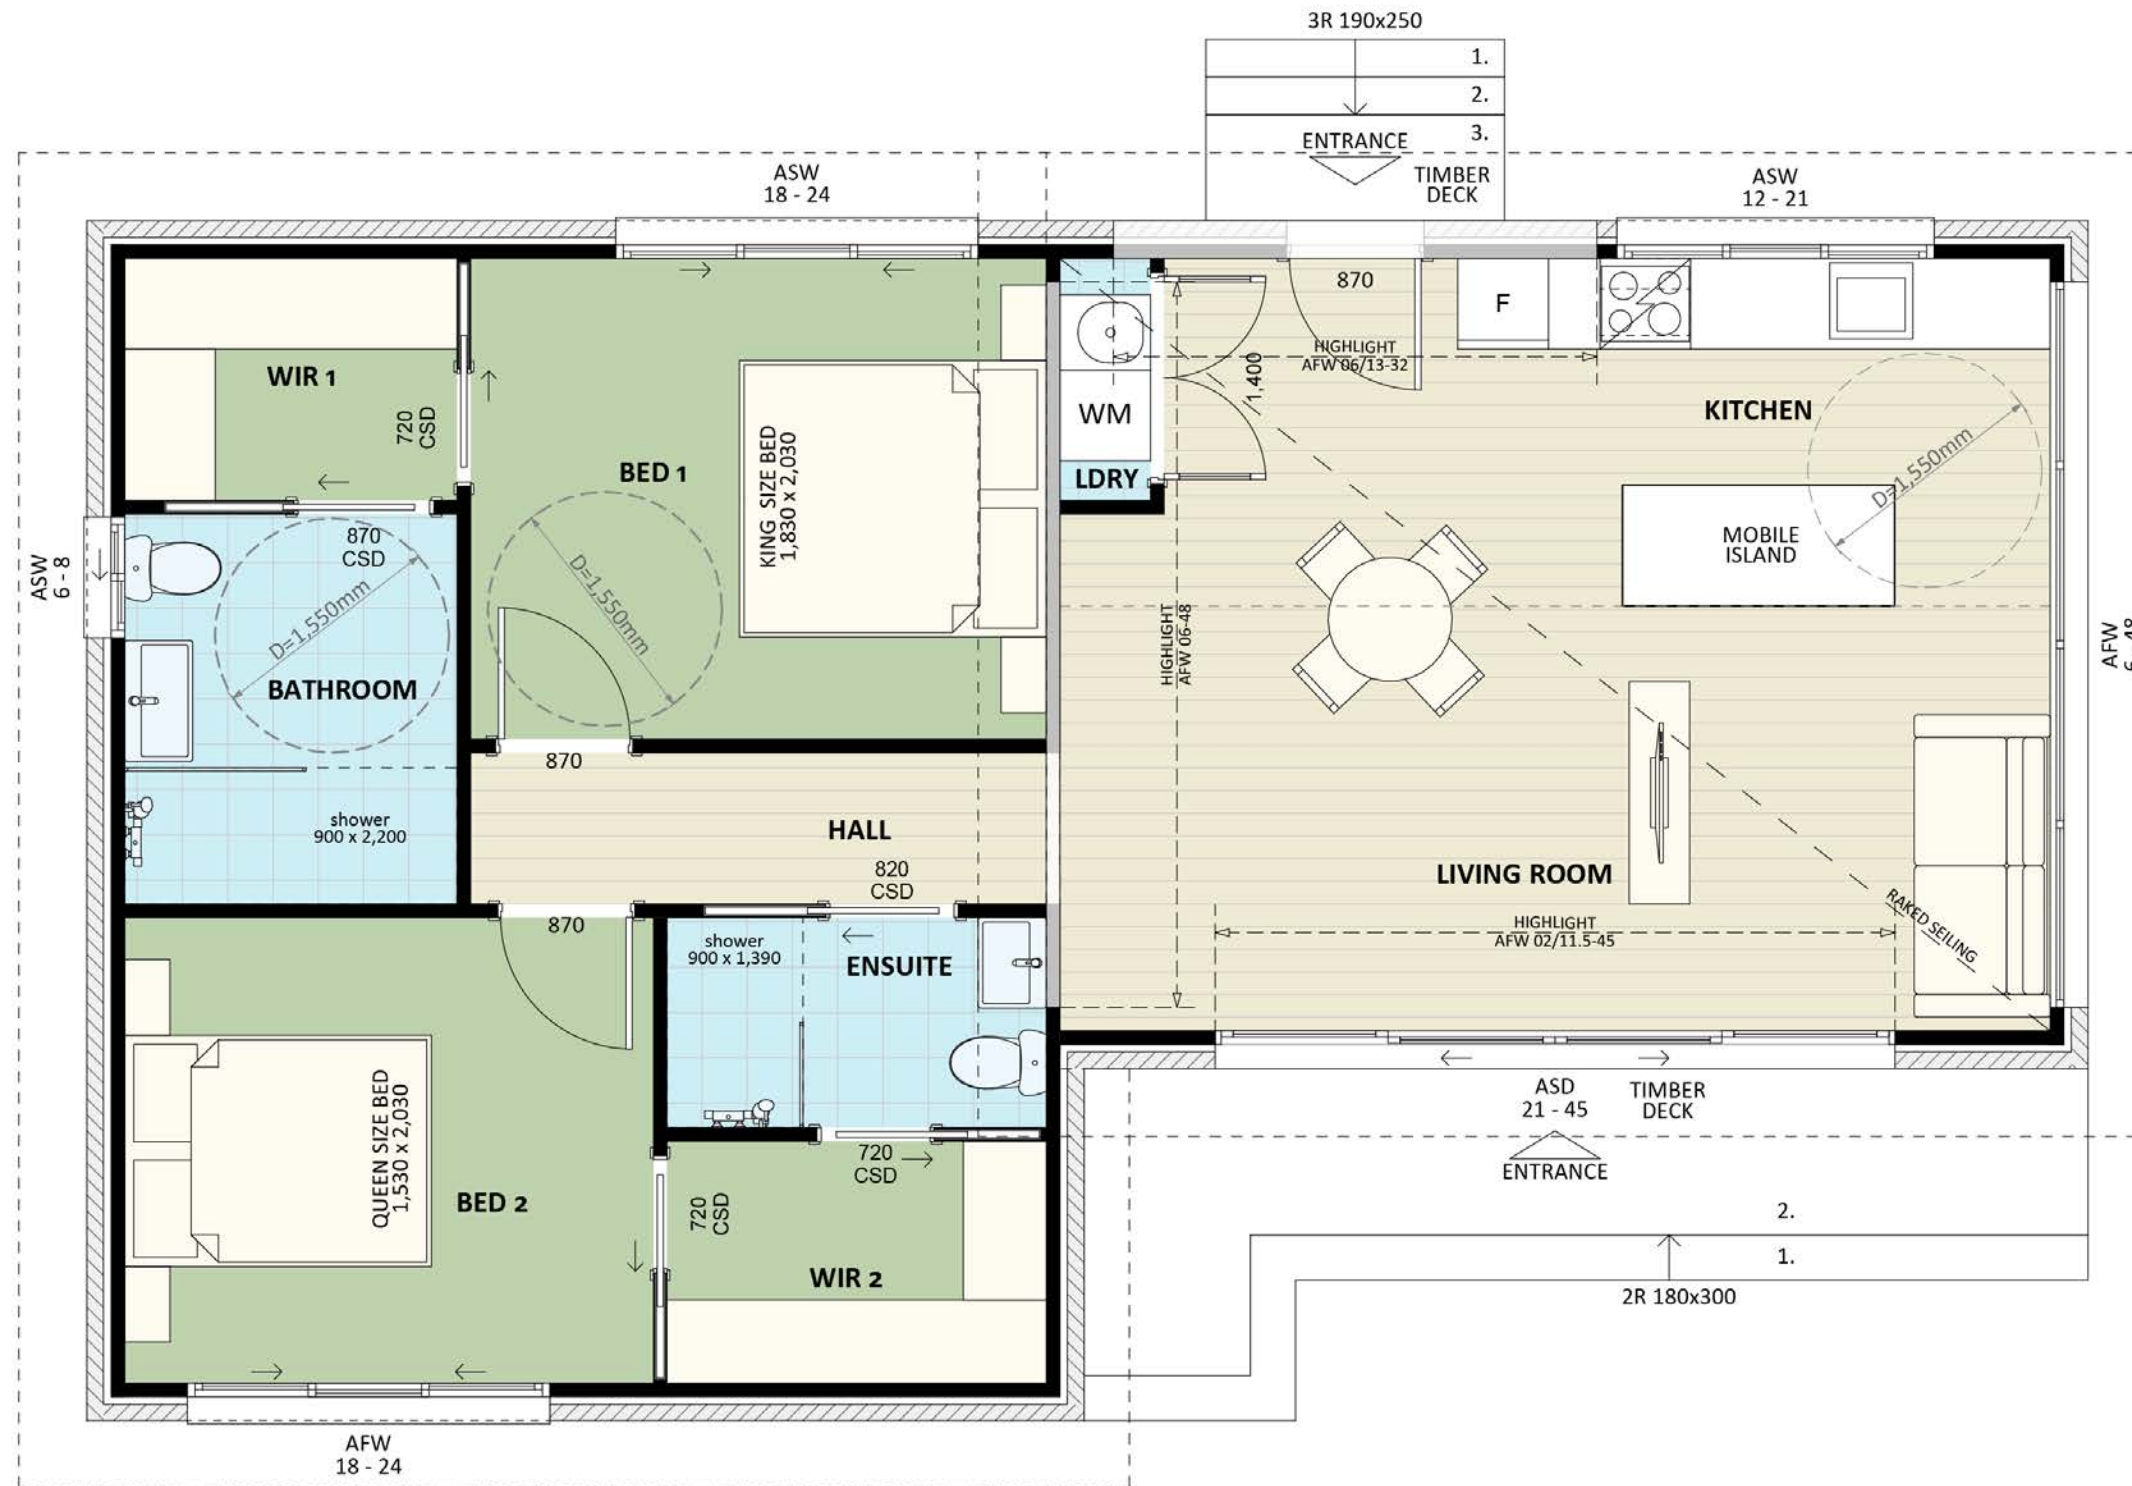 3R 190x250
1.
2.
3.
ENTRANCE
TIMBER
DECK
ASW
18 - 24
ASW
12 - 21
870
F
HIGHLIGHT
AFW 06/13-32
1,400
WIR 1
720
CSD
BED 1
KING SIZE BED
1,830 x 2,030
WM
LDRY
KITCHEN
D=1,550mm
MOBILE
ISLAND
ASW
6 - 8
870
CSD
D=1,550mm
BATHROOM
D=1,550mm
HIGHLIGHT
AFW 06-48
AFW
6 - 48
870
shower
900 x 2,200
HALL
820
CSD
LIVING ROOM
RAKED SEILING
870
shower
900 x 1,390
ENSUITE
HIGHLIGHT
AFW 02/11.5-45
QUEEN SIZE BED
1,530 x 2,030
BED 2
720
CSD
720
CSD
WIR 2
ASD
21 - 45
TIMBER
DECK
ENTRANCE
2.
1.
2R 180x300
AFW
18 - 24